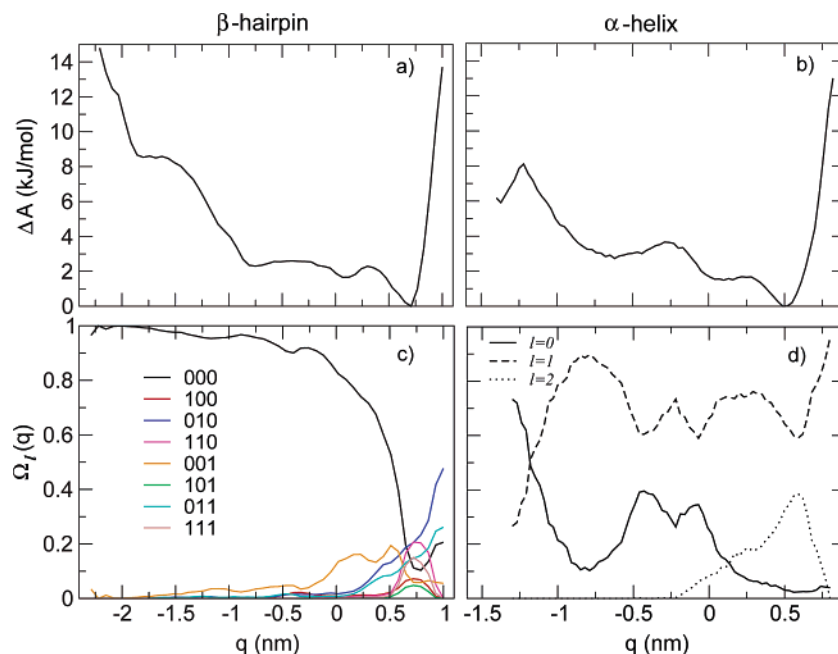 β-hairpin
α-helix
a)
b)
ΔA (kJ/mol)
14
12
10
8
6
4
2
0
c)
d)
Ω_l(q)
1
0.8
0.6
0.4
0.2
0
000
100
010
110
001
101
011
111
l=0
l=1
l=2
-2 -1.5 -1 -0.5 0 0.5 1
-1.5 -1 -0.5 0 0.5
q (nm)
q (nm)